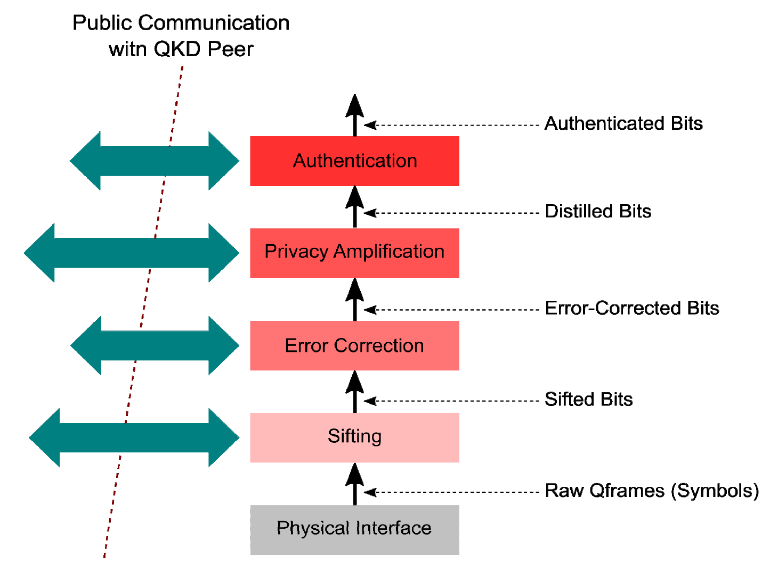 Public Communication
witn QKD Peer
Authenticated Bits
Authentication
Distilled Bits
Privacy Amplification
Error-Corrected Bits
Error Correction
Sifted Bits
Sifting
Raw Qframes (Symbols)
Physical Interface